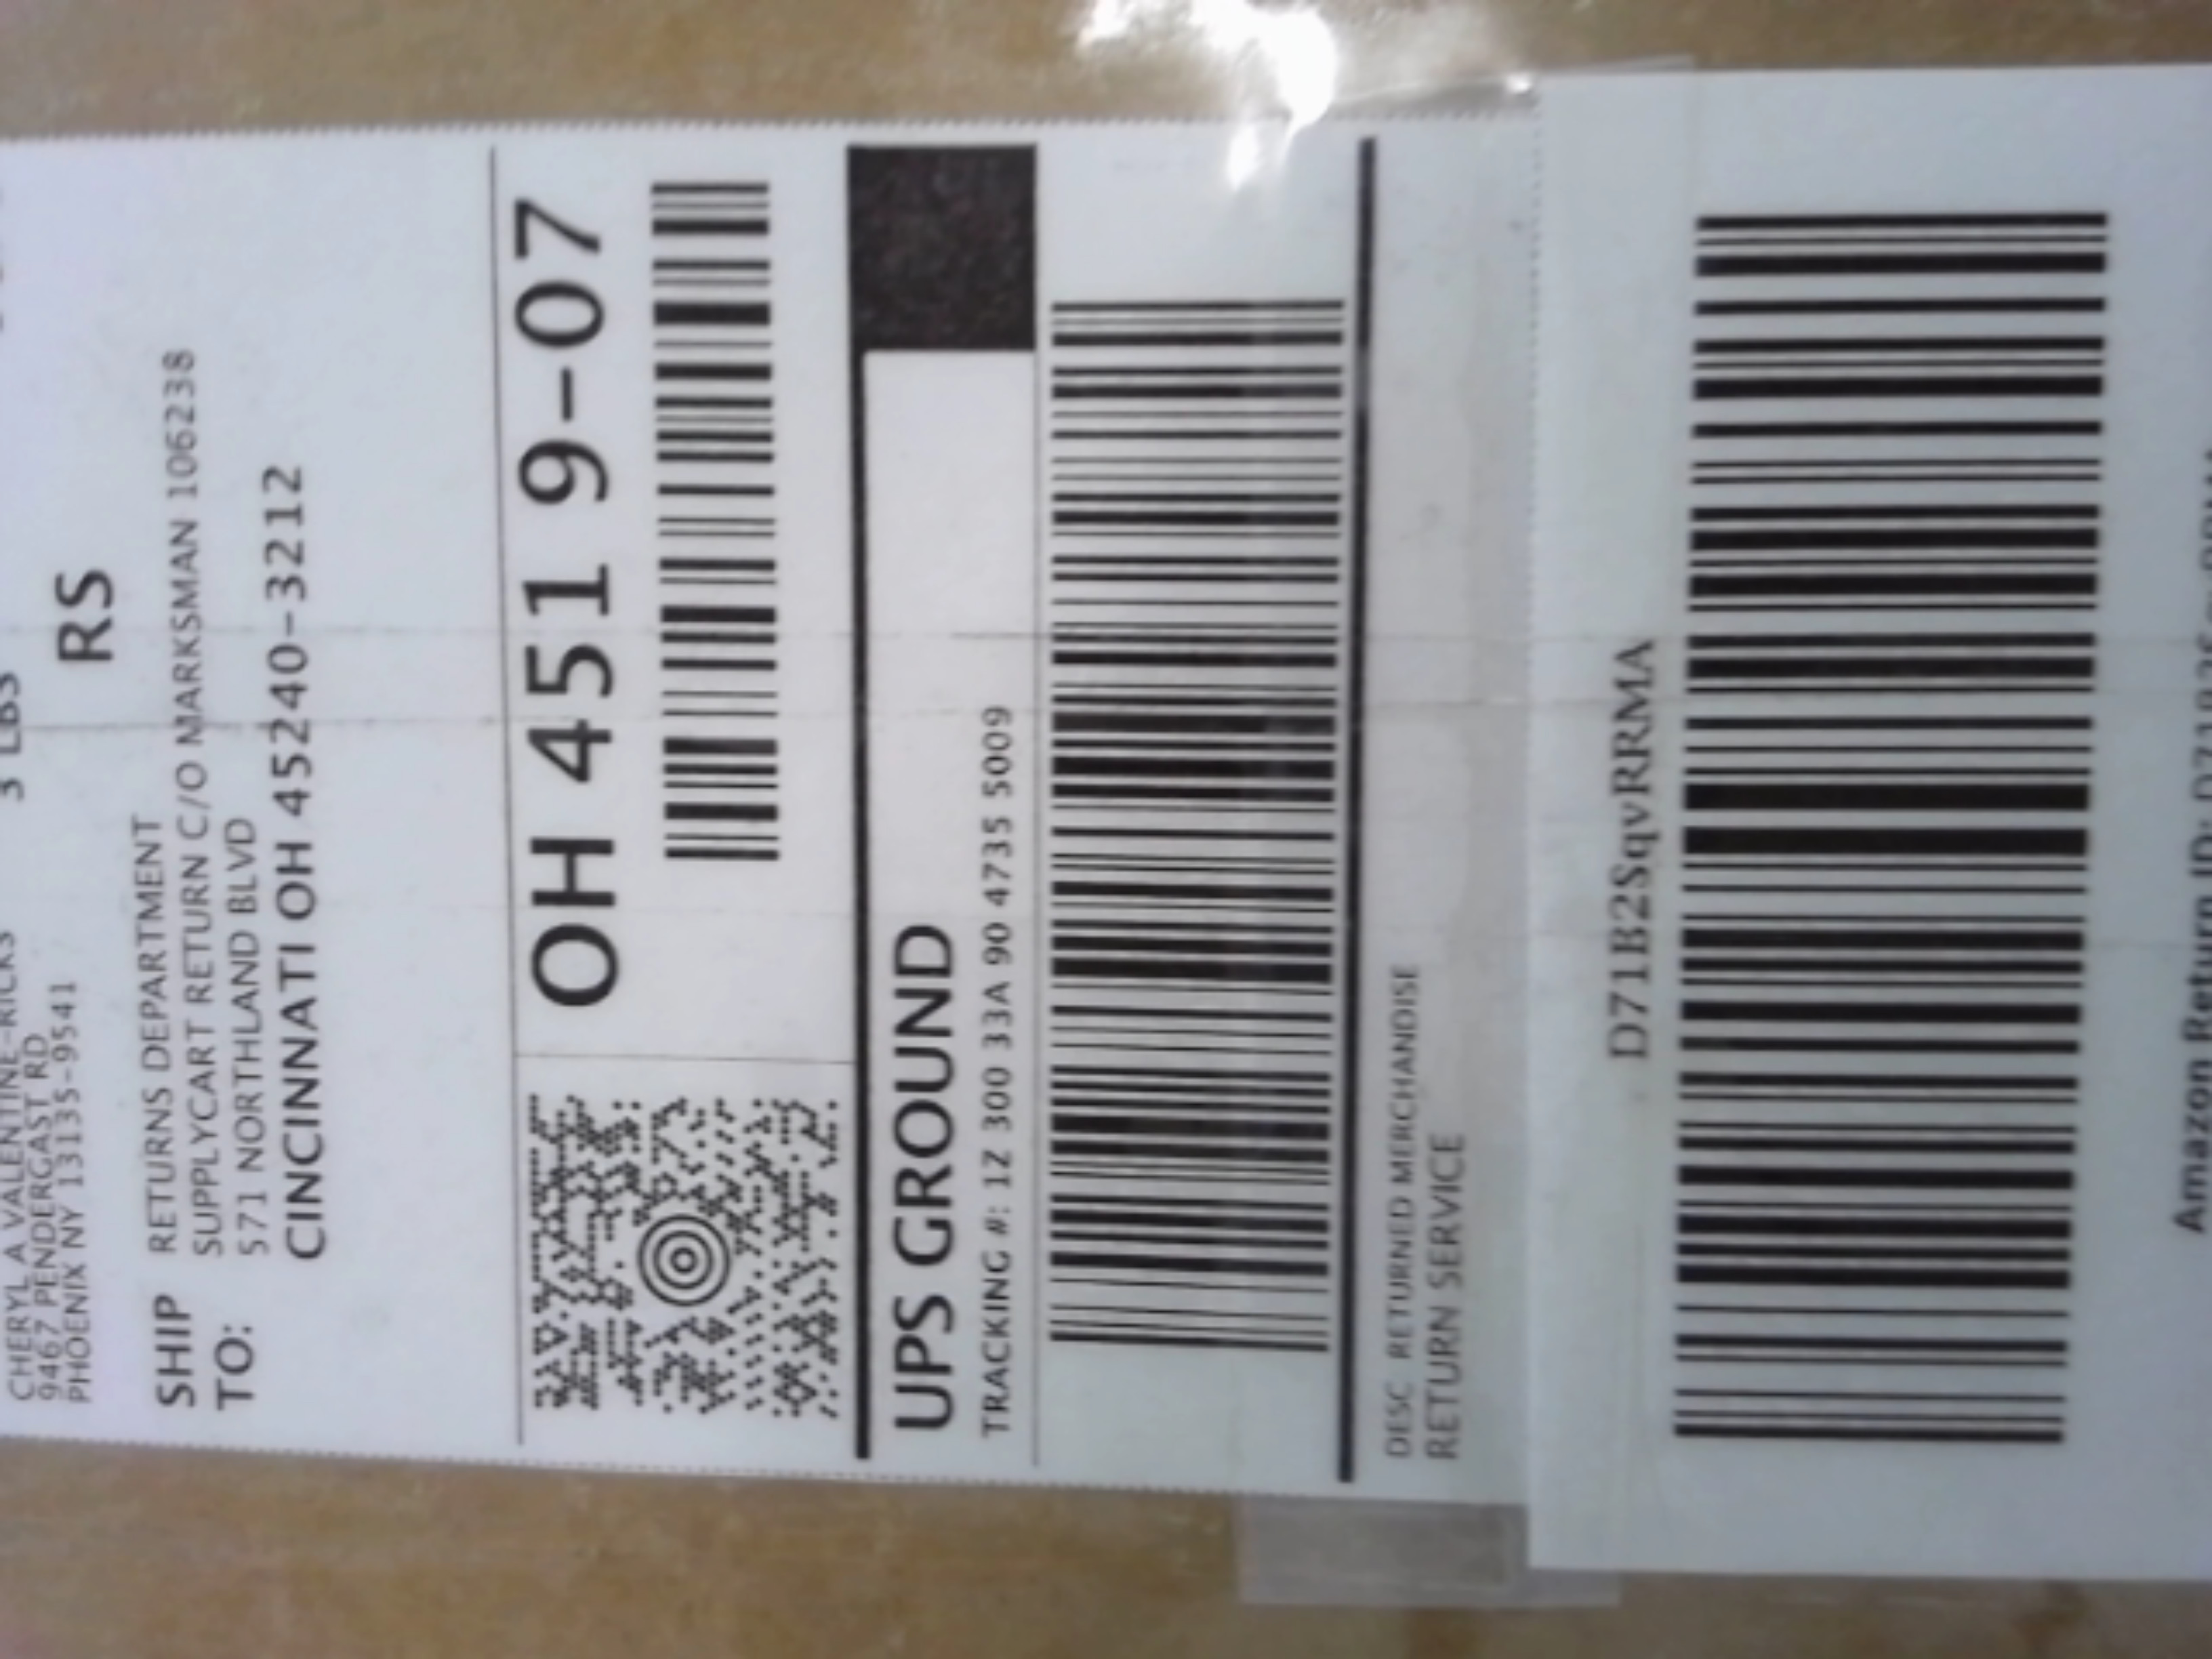 CHERYL A VALENTINE-RICKS
9467 PENDERGAST RD
PHOENIX NY 13135-9541
3 LBS
RS
SHIP TO:
RETURNS DEPARTMENT
SUPPLYCART RETURN C/O MARKSMAN 106238
571 NORTHLAND BLVD
CINCINNATI OH 45240-3212
OH 451 9-07
UPS GROUND
TRACKING #: 1Z 300 33A 90 4735 5009
DESC RETURNED MERCHANDISE
RETURN SERVICE
D71B2SqvRRMA
Amazon Return ID: